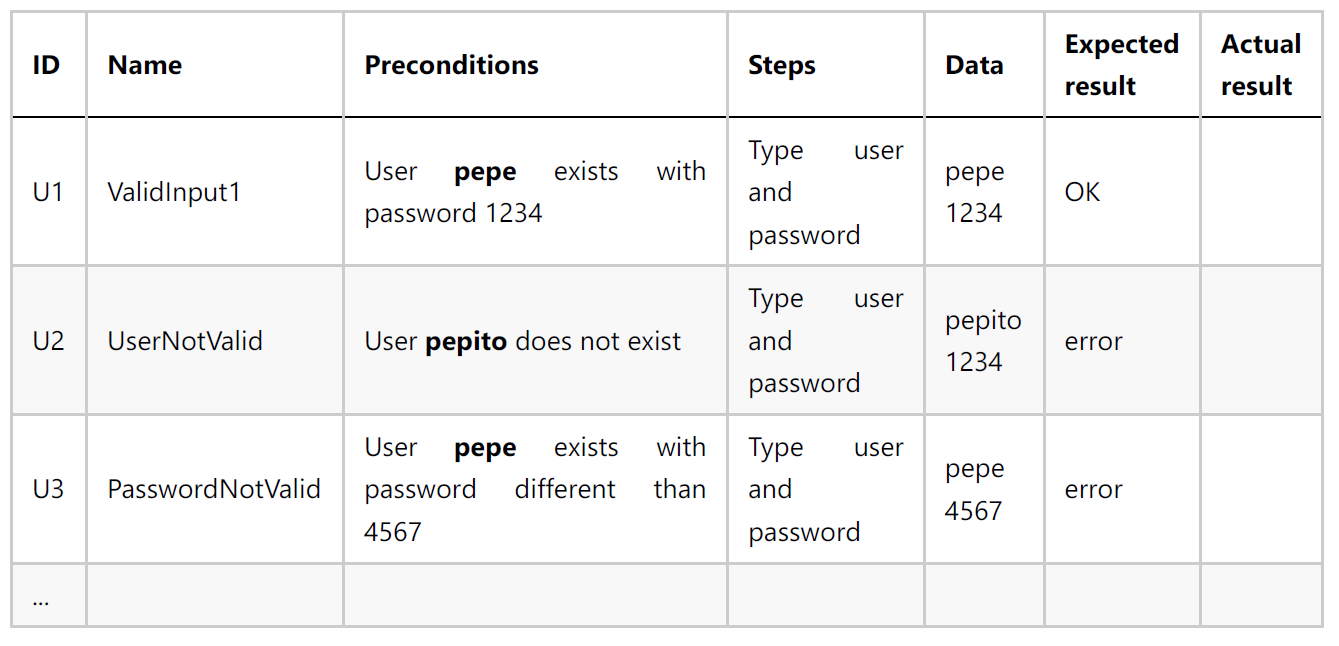 ID Name Preconditions Steps Data Expected result Actual result
U1 ValidInput1 User pepe exists with password 1234 Type user and password pepe 1234 OK
U2 UserNotValid User pepito does not exist Type user and password pepito 1234 error
U3 PasswordNotValid User pepe exists with password different than 4567 Type user and password pepe 4567 error
...